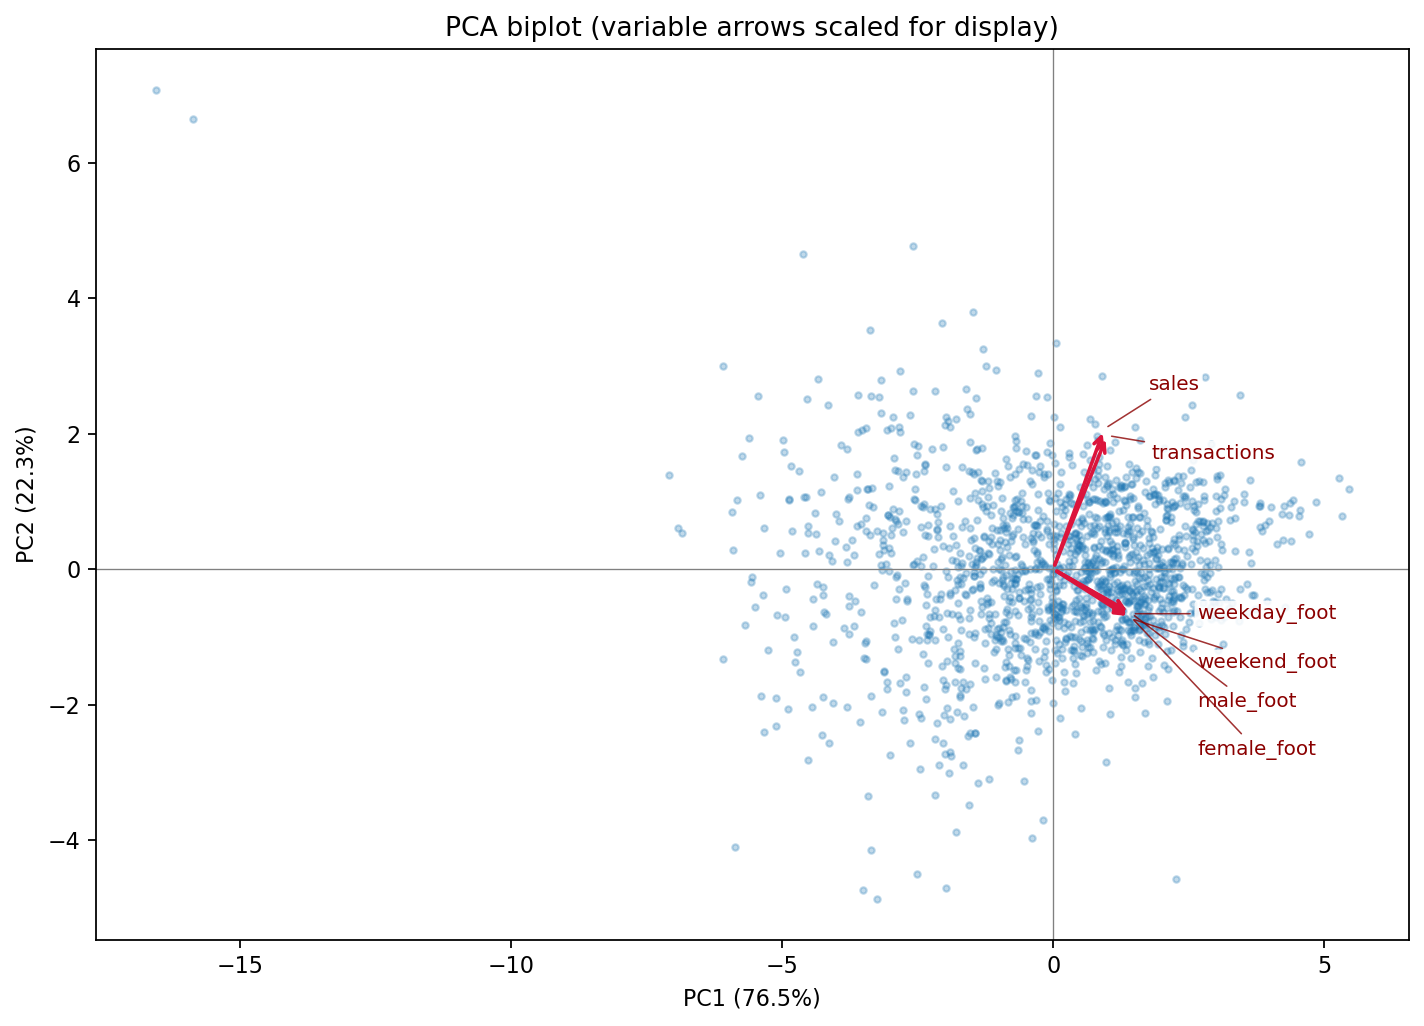 PCA biplot (variable arrows scaled for display)
6
4
2
0
−2
−4
PC2 (22.3%)
sales
transactions
weekday_foot
weekend_foot
male_foot
female_foot
−15
−10
−5
0
5
PC1 (76.5%)